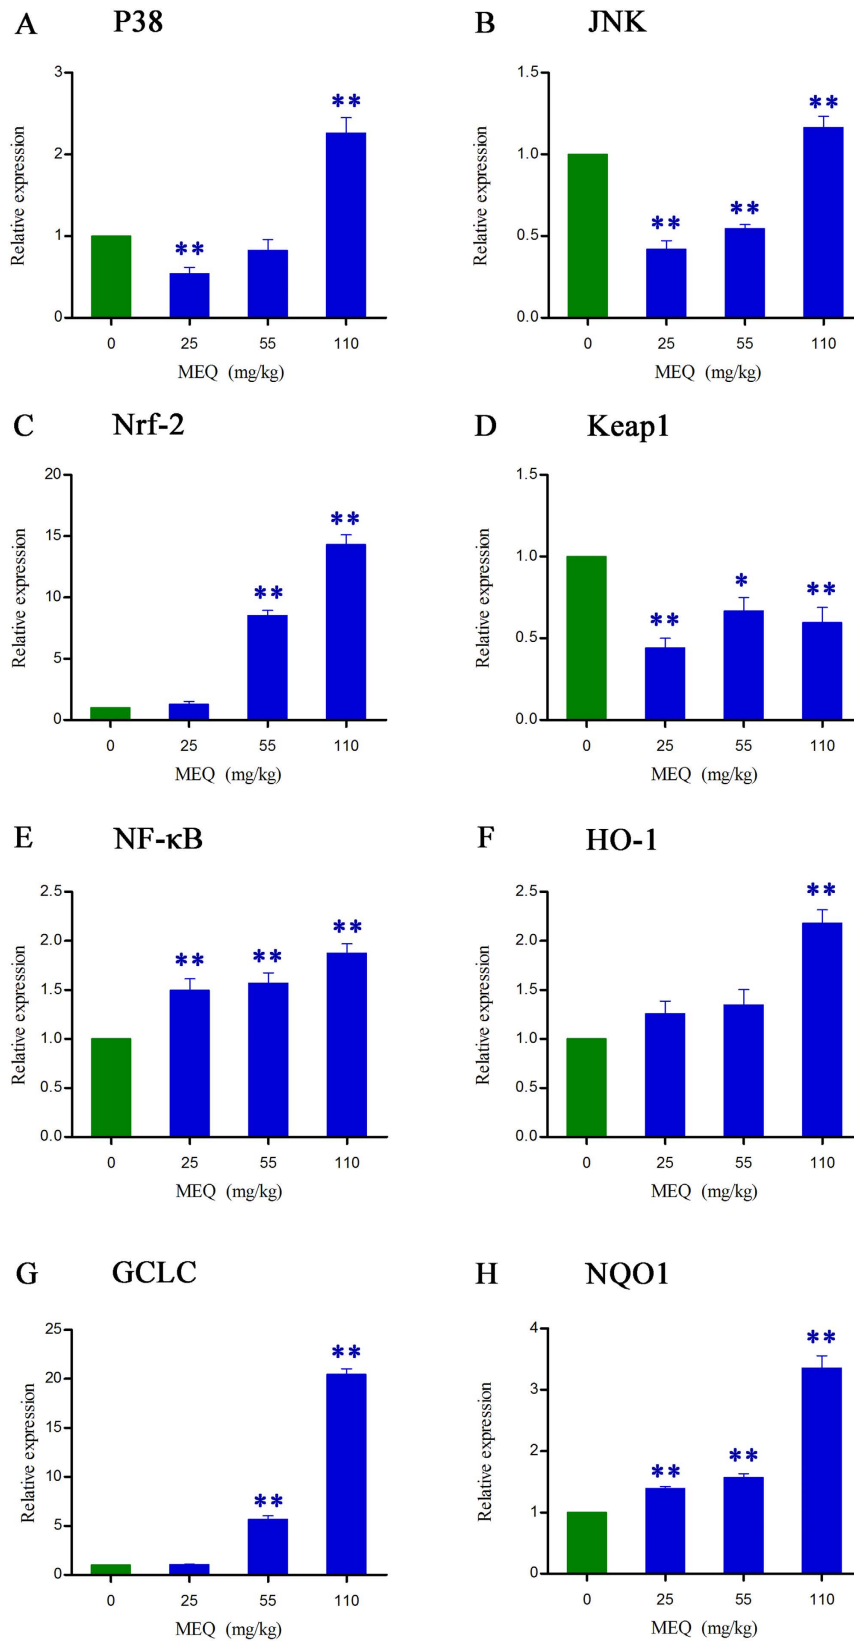 A P38
Relative expression
3
2
1
0
**
**
0 25 55 110
MEQ (mg/kg)
B JNK
Relative expression
1.5
1.0
0.5
0.0
**
**
**
0 25 55 110
MEQ (mg/kg)
C Nrf-2
Relative expression
20
15
10
5
0
**
**
0 25 55 110
MEQ (mg/kg)
D Keap1
Relative expression
1.5
1.0
0.5
0.0
**
*
**
0 25 55 110
MEQ (mg/kg)
E NF-κB
Relative expression
2.5
2.0
1.5
1.0
0.5
0.0
**
**
**
0 25 55 110
MEQ (mg/kg)
F HO-1
Relative expression
2.5
2.0
1.5
1.0
0.5
0.0
**
0 25 55 110
MEQ (mg/kg)
G GCLC
Relative expression
25
20
15
10
5
0
**
**
0 25 55 110
MEQ (mg/kg)
H NQO1
Relative expression
4
3
2
1
0
**
**
**
0 25 55 110
MEQ (mg/kg)